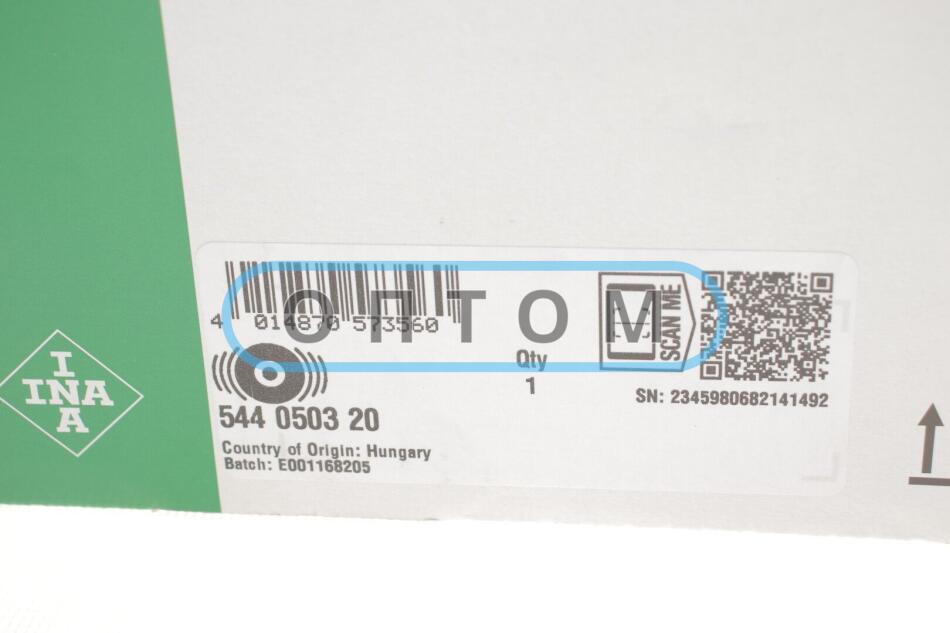 I
INA
A
4 014870 573560
ОПТОМ
SCAN ME
Qty
1
SN: 2345980682141492
544 0503 20
Country of Origin: Hungary
Batch: E001168205